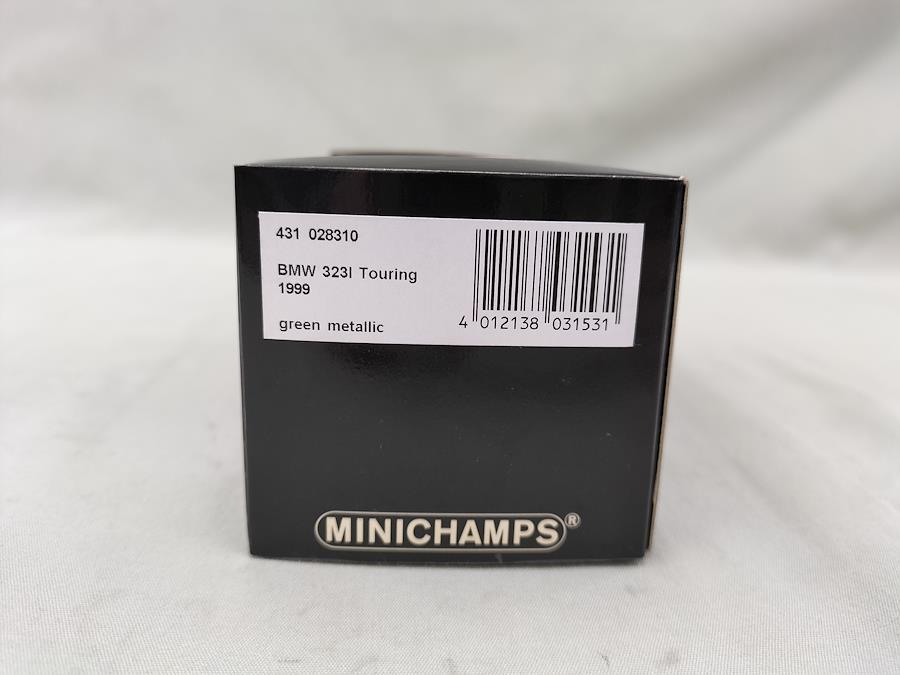 431 028310
BMW 323I Touring
1999
green metallic
4 012138 031531
MINICHAMPS®